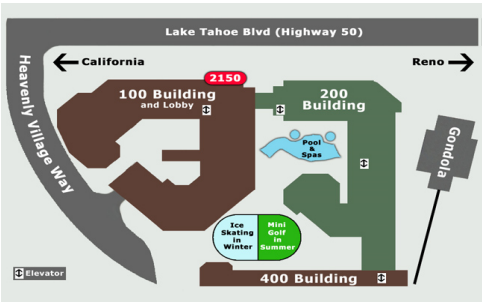 Lake Tahoe Blvd (Highway 50)
California
Reno
Heavenly Village Way
2150
100 Building
and Lobby
200
Building
Pool
&
Spas
Gondola
Ice
Skating
in
Winter
Mini
Golf
in
Summer
Elevator
400 Building